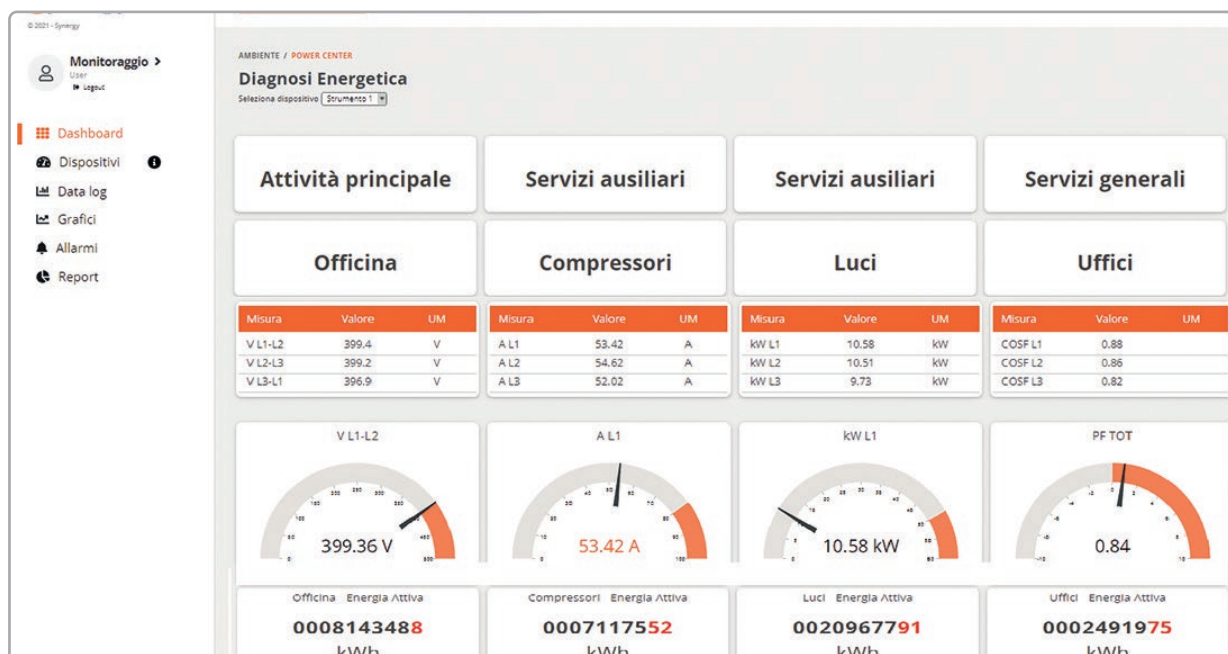 © 2021 - Synergy
Monitoraggio >
User
Logout
Dashboard
Dispositivi
Data log
Grafici
Allarmi
Report
AMBIENTE / POWER CENTER
Diagnosi Energetica
Seleziona dispositivo Strumento 1
Attività principale
Servizi ausiliari
Servizi ausiliari
Servizi generali
Officina
Compressori
Luci
Uffici
Misura Valore UM
V L1-L2 399.4 V
V L2-L3 399.2 V
V L3-L1 396.9 V
Misura Valore UM
A L1 53.42 A
A L2 54.62 A
A L3 52.02 A
Misura Valore UM
kW L1 10.58 kW
kW L2 10.51 kW
kW L3 9.73 kW
Misura Valore UM
COSF L1 0.88
COSF L2 0.86
COSF L3 0.82
V L1-L2
399.36 V
A L1
53.42 A
kW L1
10.58 kW
PF TOT
0.84
Officina Energia Attiva
0008143488
kWh
Compressori Energia Attiva
0007117552
kWh
Luci Energia Attiva
0020967791
kWh
Uffici Energia Attiva
0002491975
kWh